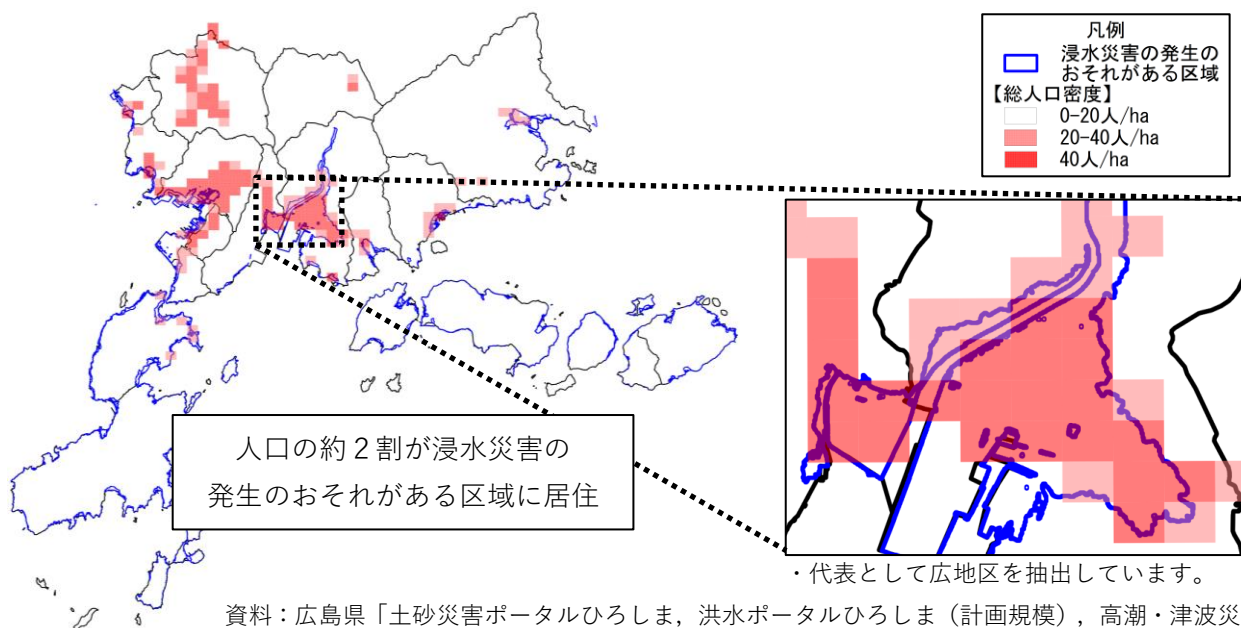 凡例
浸水災害の発生の
おそれがある区域
【総人口密度】
0-20人/ha
20-40人/ha
40人/ha
人口の約２割が浸水災害の
発生のおそれがある区域に居住
・代表として広地区を抽出しています。
資料：広島県「土砂災害ポータルひろしま，洪水ポータルひろしま（計画規模），高潮・津波災